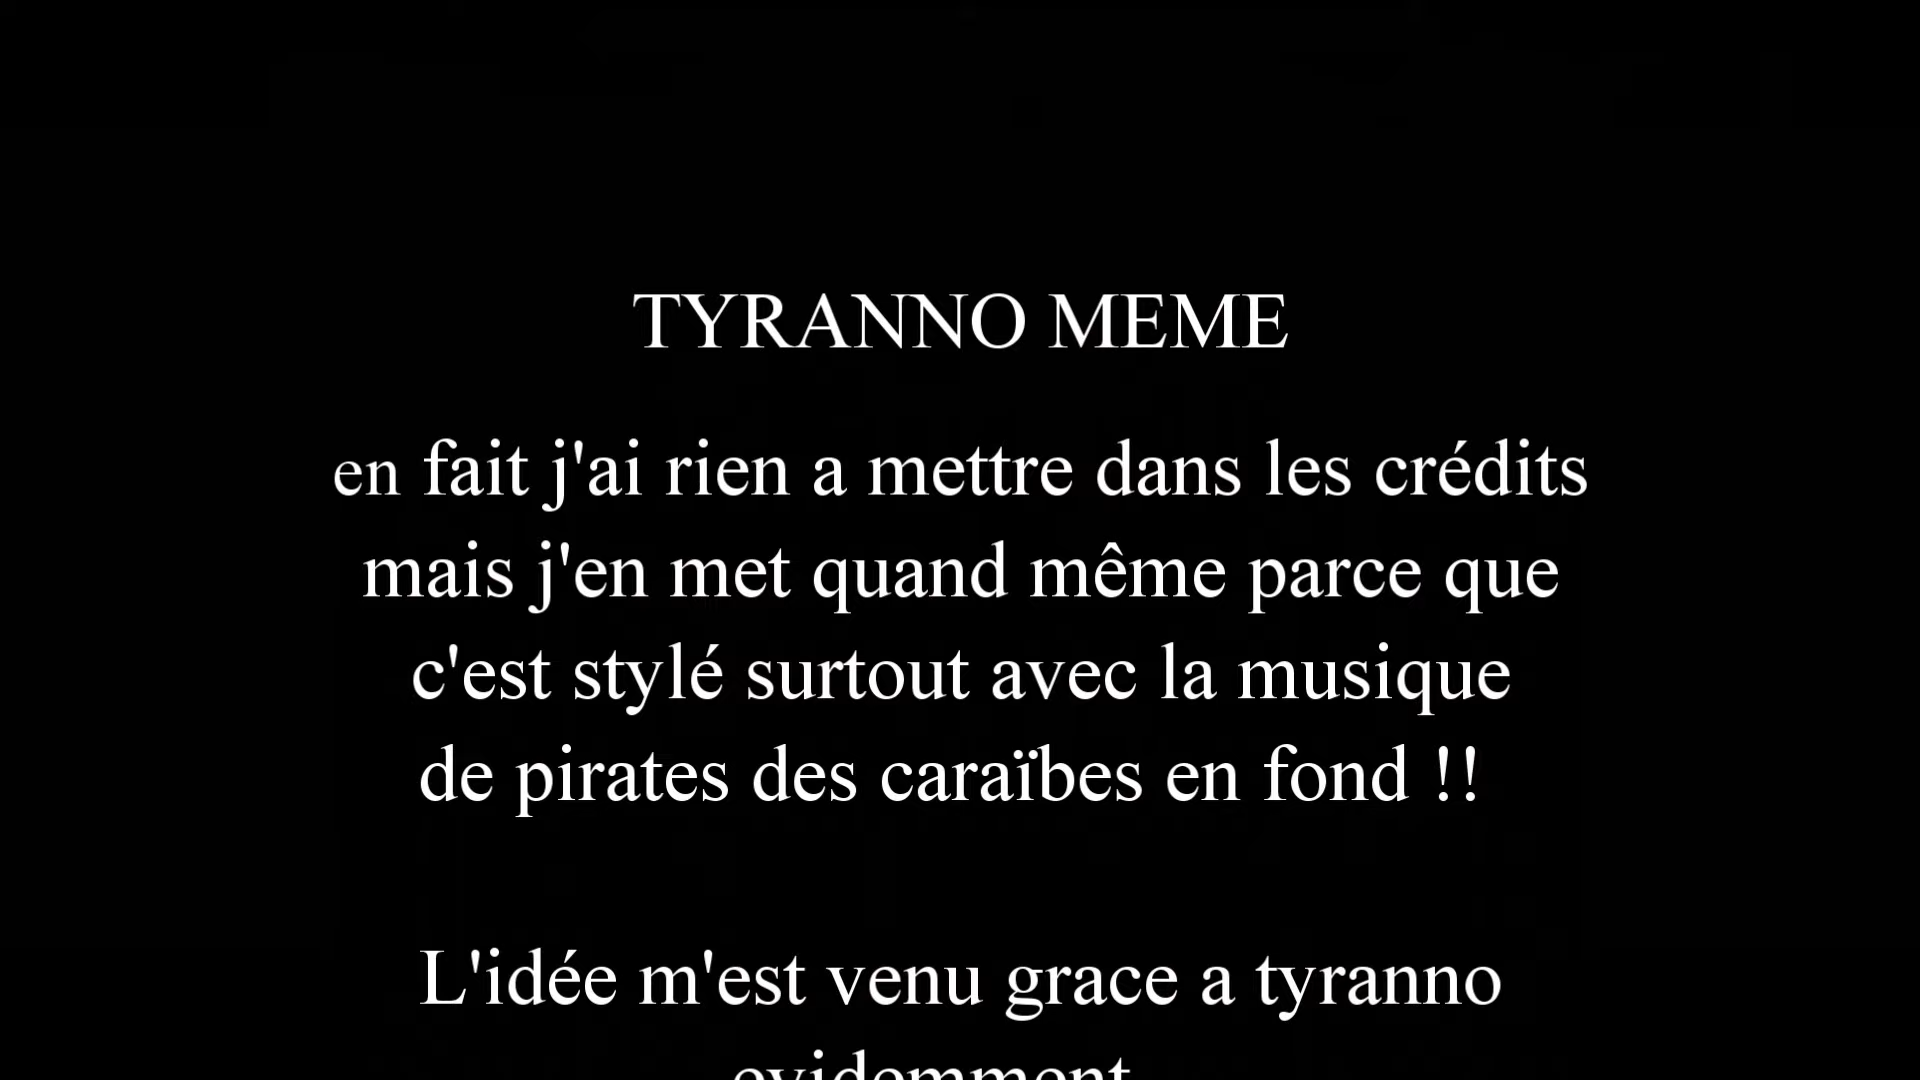 TYRANNO MEME
en fait j'ai rien a mettre dans les crédits
mais j'en met quand même parce que
c'est stylé surtout avec la musique
de pirates des caraïbes en fond !!
L'idée m'est venu grace a tyranno
evidemment